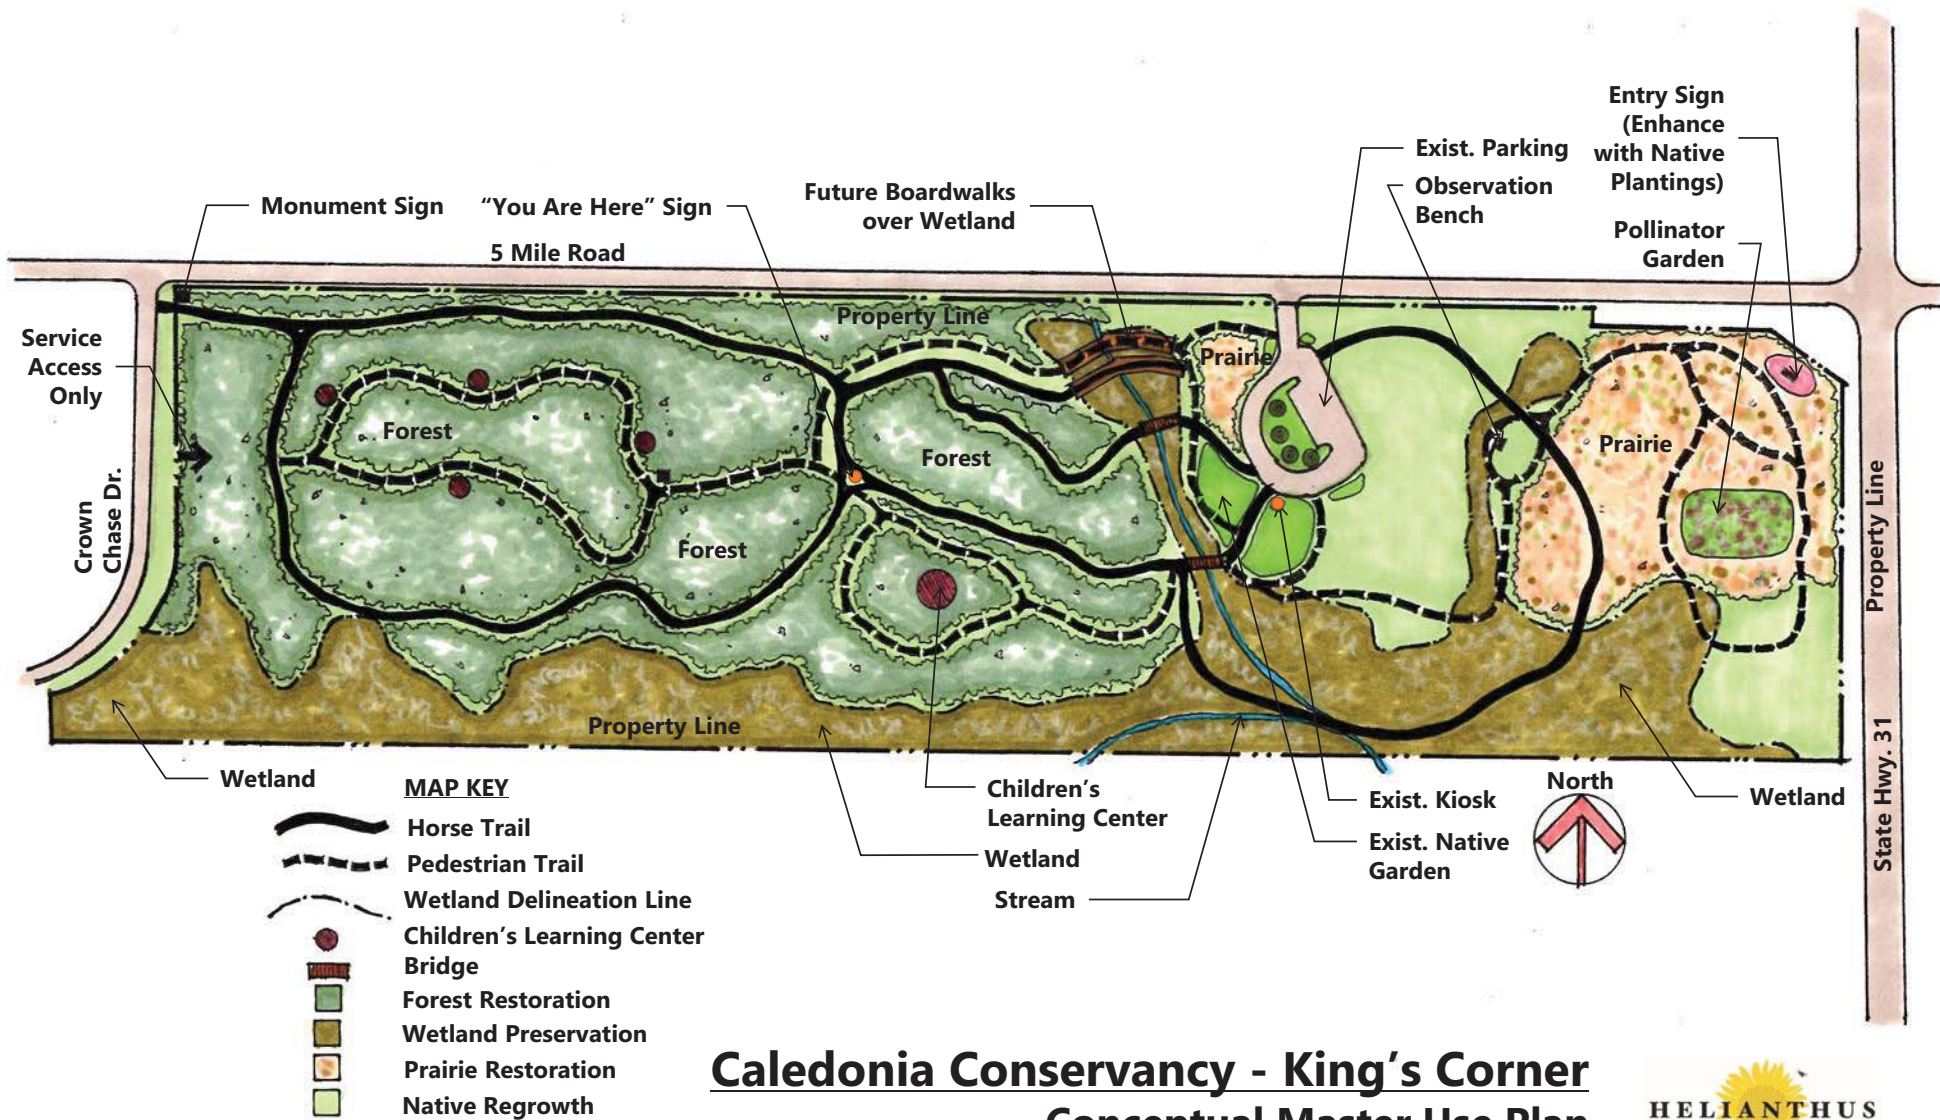 Entry Sign
(Enhance
with Native
Plantings)
Exist. Parking
Observation
Bench
Future Boardwalks
over Wetland
Monument Sign
“You Are Here” Sign
5 Mile Road
Pollinator
Garden
Service
Access
Only
Property Line
Prairie
Forest
Forest
Prairie
Forest
Crown
Chase Dr.
Property Line
State Hwy. 31
Property Line
Wetland
Children’s
Learning Center
Wetland
Stream
Exist. Kiosk
Exist. Native
Garden
North
Wetland
MAP KEY
Horse Trail
Pedestrian Trail
Wetland Delineation Line
Children’s Learning Center
Bridge
Forest Restoration
Wetland Preservation
Prairie Restoration
Native Regrowth
Caledonia Conservancy - King’s Corner
Conceptual Master Use Plan
HELIANTHUS